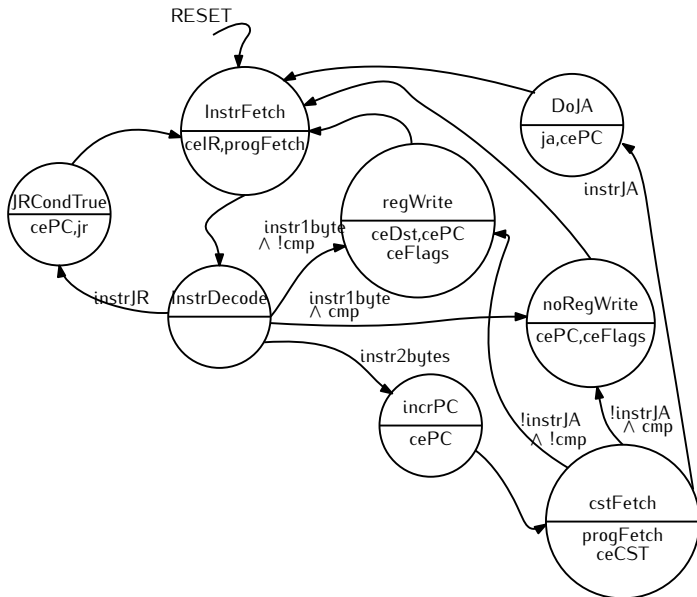 RESET
InstrFetch
ceIR,progFetch
DoJA
ja,cePC
instrJA
JRCondTrue
cePC,jr
regWrite
ceDst,cePC
ceFlags
instr1byte
∧ !cmp
instrJR
InstrDecode
instr1byte
∧ cmp
noRegWrite
cePC,ceFlags
instr2bytes
incrPC
cePC
!instrJA
∧ !cmp
!instrJA
∧ cmp
cstFetch
progFetch
ceCST